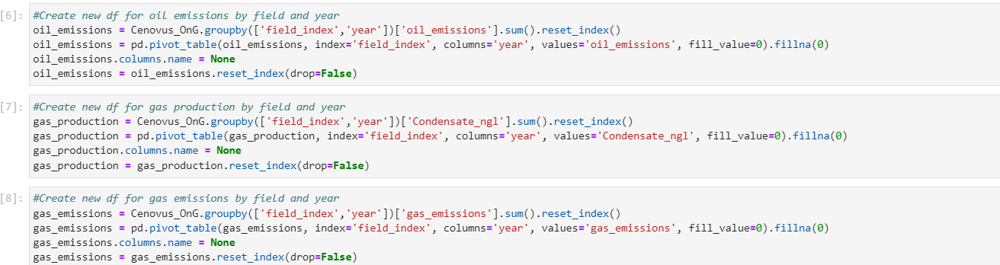 [6]: #Create new df for oil emissions by field and year
oil_emissions = Cenovus_OnG.groupby(['field_index','year'])['oil_emissions'].sum().reset_index()
oil_emissions = pd.pivot_table(oil_emissions, index='field_index', columns='year', values='oil_emissions', fill_value=0).fillna(0)
oil_emissions.columns.name = None
oil_emissions = oil_emissions.reset_index(drop=False)
[7]: #Create new df for gas production by field and year
gas_production = Cenovus_OnG.groupby(['field_index','year'])['Condensate_ngl'].sum().reset_index()
gas_production = pd.pivot_table(gas_production, index='field_index', columns='year', values='Condensate_ngl', fill_value=0).fillna(0)
gas_production.columns.name = None
gas_production = gas_production.reset_index(drop=False)
[8]: #Create new df for gas emissions by field and year
gas_emissions = Cenovus_OnG.groupby(['field_index','year'])['gas_emissions'].sum().reset_index()
gas_emissions = pd.pivot_table(gas_emissions, index='field_index', columns='year', values='gas_emissions', fill_value=0).fillna(0)
gas_emissions.columns.name = None
gas_emissions = gas_emissions.reset_index(drop=False)